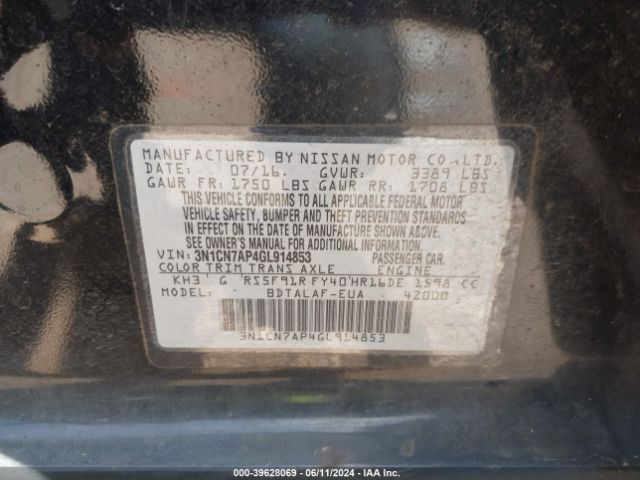 MANUFACTURED BY NISSAN MOTOR CO.,LTD.
DATE: 07/16. GVWR: 3389 LBS
GAWR FR: 1750 LBS GAWR RR: 1708 LBS
THIS VEHICLE CONFORMS TO ALL APPLICABLE FEDERAL MOTOR
VEHICLE SAFETY, BUMPER AND THEFT PREVENTION STANDARDS
IN EFFECT ON THE DATE OF MANUFACTURE SHOWN ABOVE.
SEE OWNER'S MANUAL FOR ADDITIONAL INFORMATION
VIN: 3N1CN7AP4GL914853 PASSENGER CAR.
COLOR TRIM TRANS AXLE ENGINE
KH3 G RS5F91R FY40 HR16DE 1598 CC
MODEL: BDTALAF-EUA 42000
3N1CN7AP4GL914853
000-39628069 - 06/11/2024 - IAA Inc.